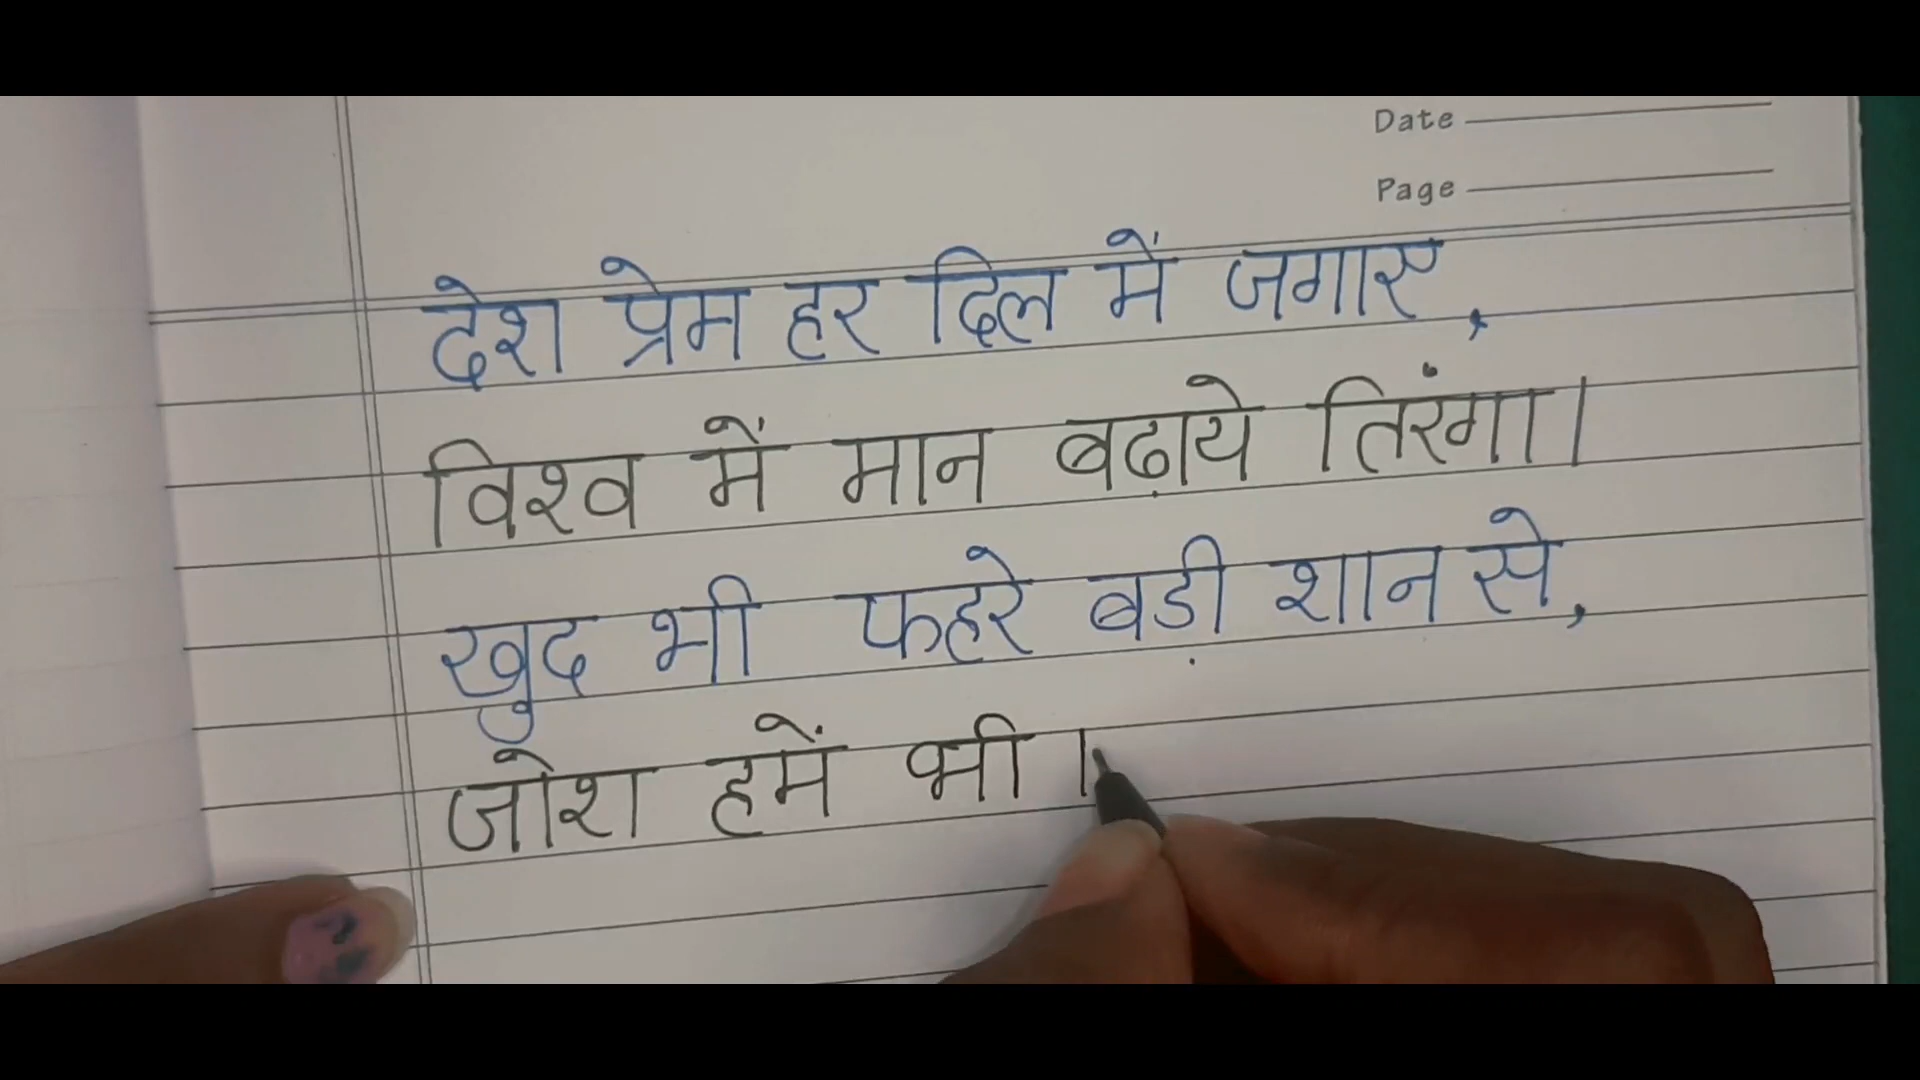 Date
Page
देश प्रेम हर दिल में जगाए,
विश्व में मान बढ़ाये तिरंगा।
खुद भी फहरे बड़ी शान से,
जोश हमें भी